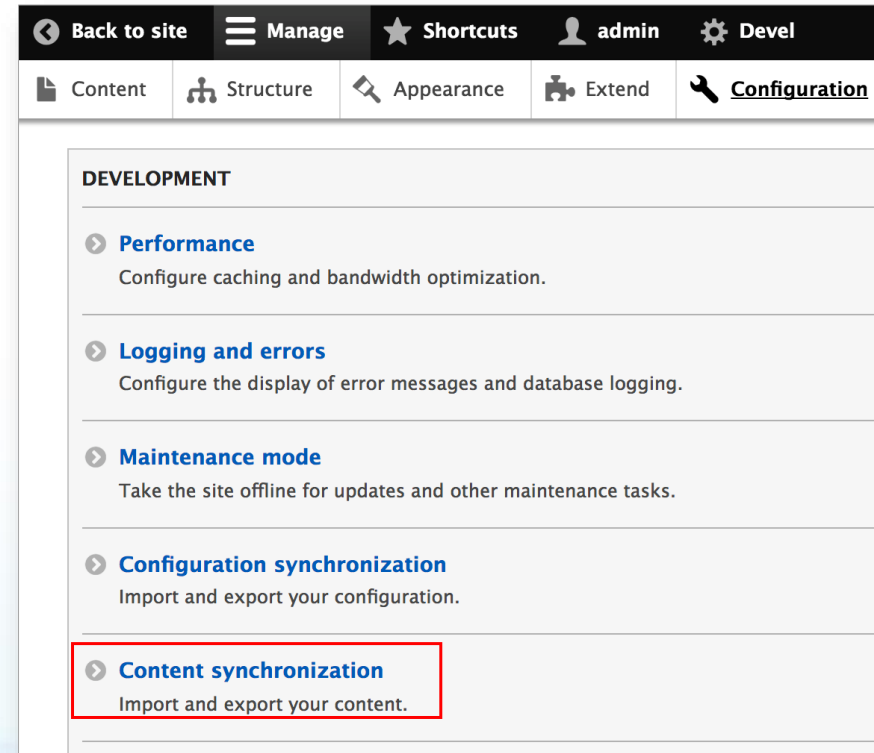 Back to site Manage Shortcuts admin Devel
Content Structure Appearance Extend Configuration
DEVELOPMENT
Performance
Configure caching and bandwidth optimization.
Logging and errors
Configure the display of error messages and database logging.
Maintenance mode
Take the site offline for updates and other maintenance tasks.
Configuration synchronization
Import and export your configuration.
Content synchronization
Import and export your content.